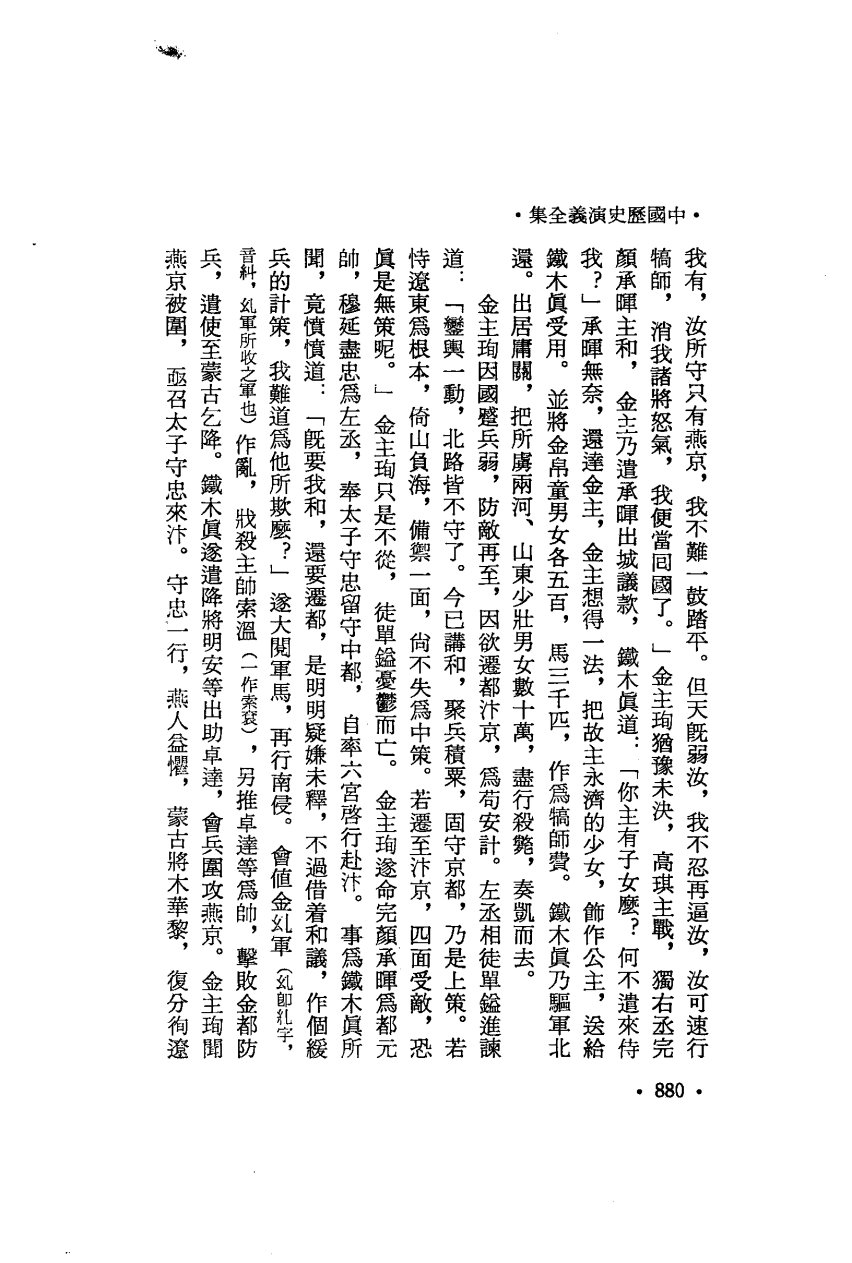 •中國歷史演義全集•
我有，汝所守只有燕京，我不難一鼓踏平。但天既弱汝，我不忍再逼汝，汝可速行
犒師，消我諸將怒氣，我便當囘國了。」金主珣猶豫未決，高琪主戰，獨右丞完
顏承暉主和，金主乃遣承暉出城議款，鐵木眞道：「你主有子女麼？何不遣來侍
我？」承暉無奈，還達金主，金主想得一法，把故主永濟的少女，飾作公主，送給
鐵木眞受用。並將金帛童男女各五百，馬三千匹，作爲犒師費。鐵木眞乃驅軍北
還。出居庸關，把所虜兩河、山東少壯男女數十萬，盡行殺斃，奏凱而去。
金主珣因國蹙兵弱，防敵再至，因欲遷都汴京，爲苟安計。左丞相徒單鎰進諫
道：「鑾輿一動，北路皆不守了。今已講和，聚兵積粟，固守京都，乃是上策。若
恃遼東爲根本，倚山負海，備禦一面，尙不失爲中策。若遷至汴京，四面受敵，恐
眞是無策呢。」金主珣只是不從，徒單鎰憂鬱而亡。金主珣遂命完顏承暉爲都元
帥，穆延盡忠爲左丞，奉太子守忠留守中都，自率六宮啓行赴汴。事爲鐵木眞所
聞，竟憤憤道：「既要我和，還要遷都，是明明疑嫌未釋，不過借着和議，作個緩
兵的計策，我難道爲他所欺麼？」遂大閱軍馬，再行南侵。會値金乣軍（乣卽糺字，
音糾，乣軍所收之軍也）作亂，戕殺主帥索溫（一作索袞），另推卓達等爲帥，擊敗金都防
兵，遣使至蒙古乞降。鐵木眞遂遣降將明安等出助卓達，會兵圍攻燕京。金主珣聞
燕京被圍，亟召太子守忠來汴。守忠一行，燕人益懼，蒙古將木華黎，復分徇遼
• 880 •